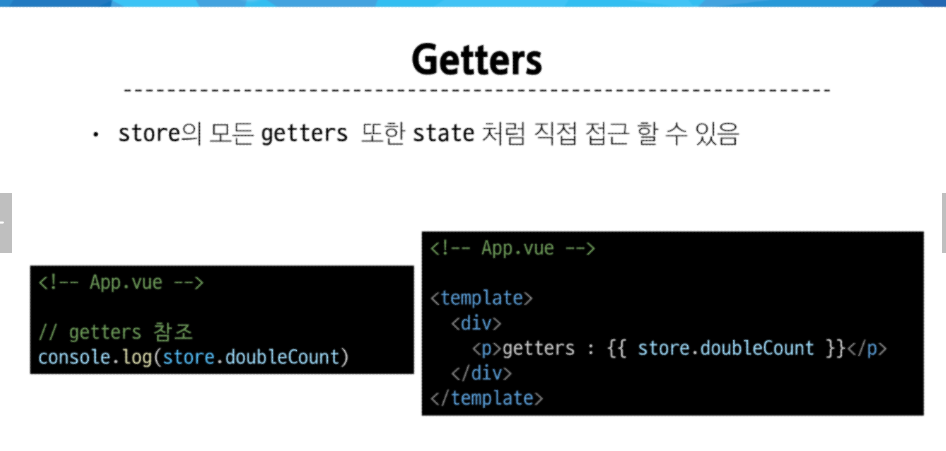 Getters
• store의 모든 getters 또한 state 처럼 직접 접근 할 수 있음
<!-- App.vue -->
// getters 참조
console.log(store.doubleCount)
<!-- App.vue -->
<template>
<div>
<p>getters : {{ store.doubleCount }}</p>
</div>
</template>